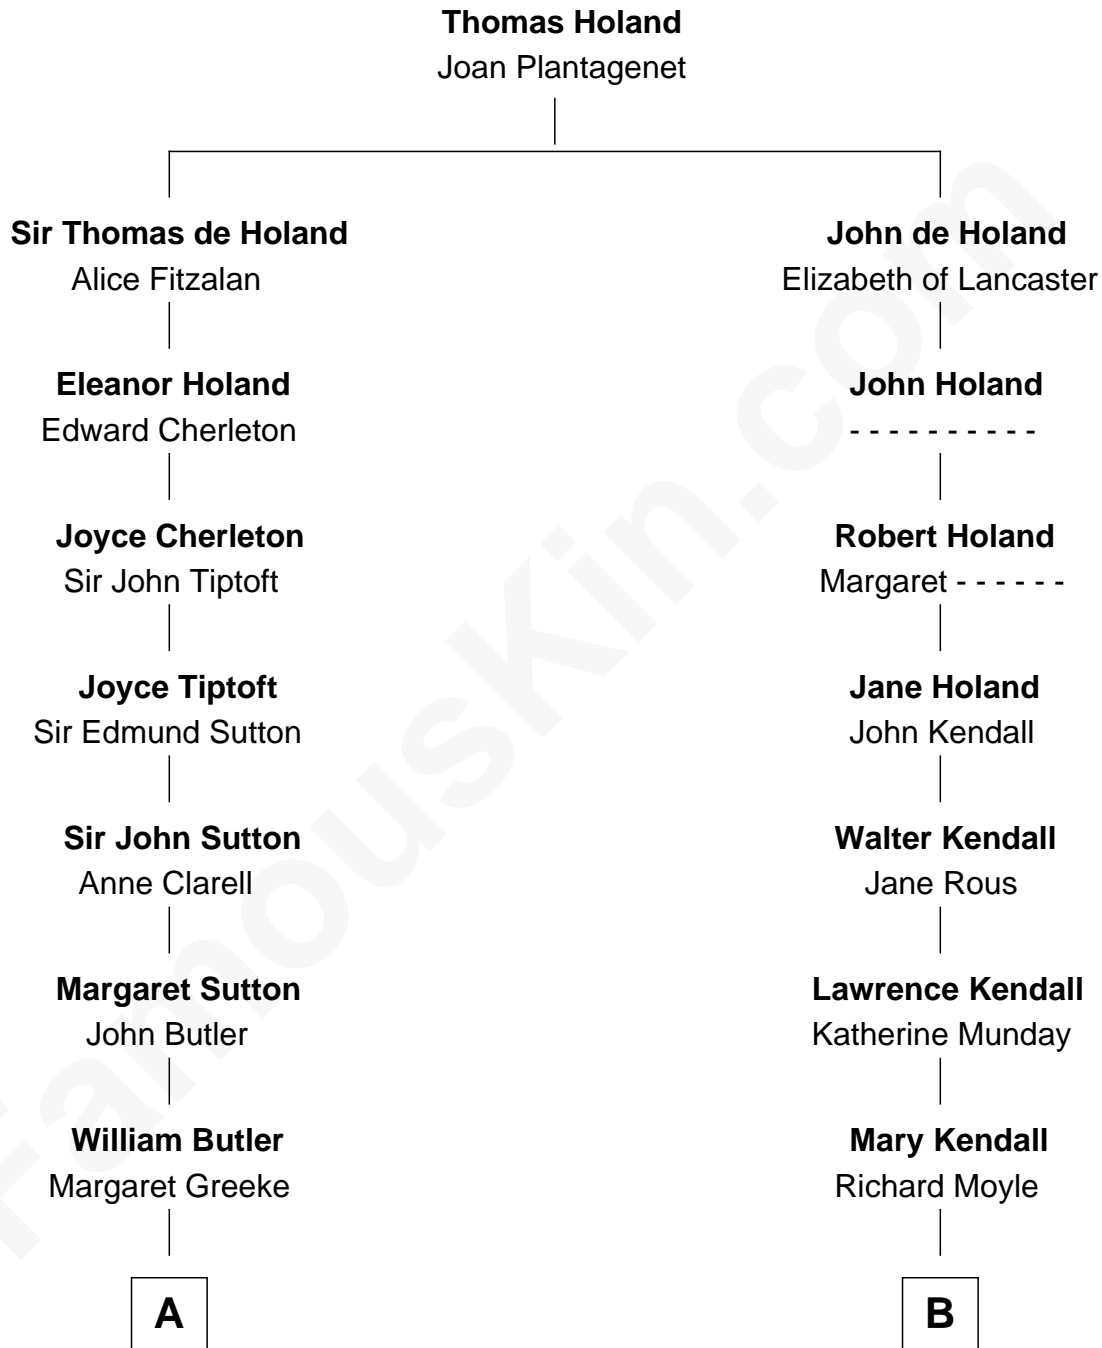 Thomas Holand
Joan Plantagenet
Sir Thomas de Holand
Alice Fitzalan
John de Holand
Elizabeth of Lancaster
Eleanor Holand
Edward Cherleton
John Holand
- - - - - - - - - -
Joyce Cherleton
Sir John Tiptoft
Robert Holand
Margaret - - - - - -
Joyce Tiptoft
Sir Edmund Sutton
Jane Holand
John Kendall
Sir John Sutton
Anne Clarell
Walter Kendall
Jane Rous
Margaret Sutton
John Butler
Lawrence Kendall
Katherine Munday
William Butler
Margaret Greeke
Mary Kendall
Richard Moyle
A
B
FamousKin.com